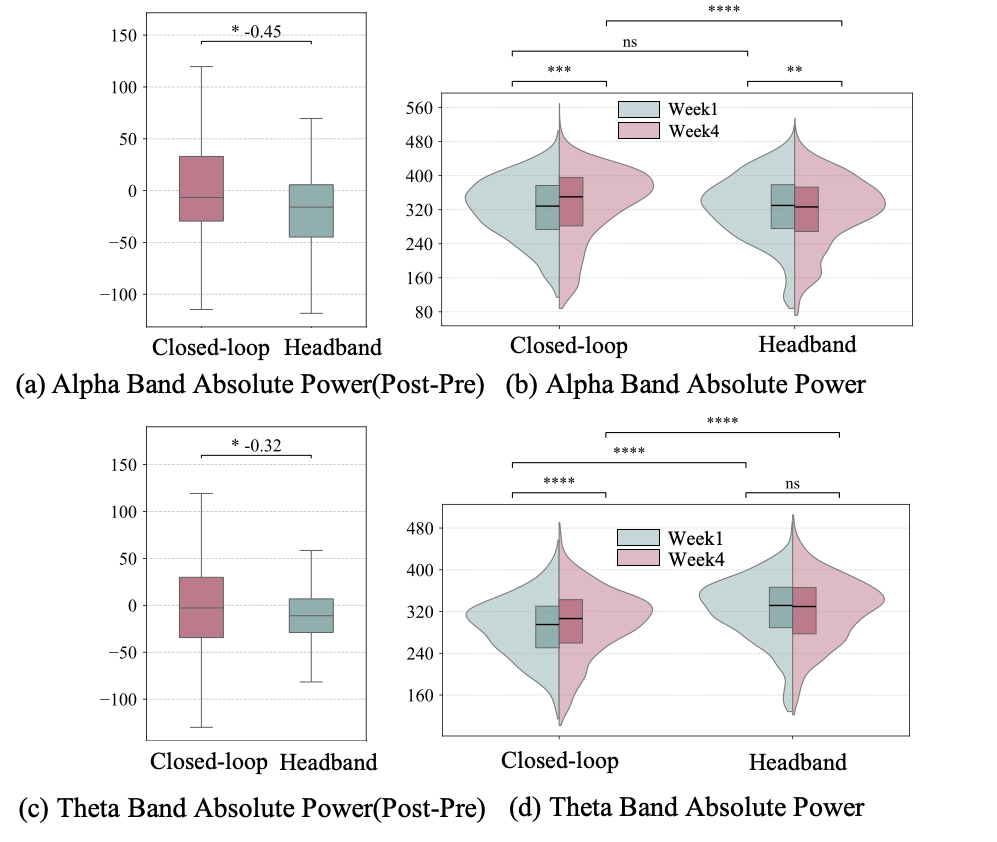 * -0.45
150
100
50
0
−50
−100
Closed-loop Headband
(a) Alpha Band Absolute Power(Post-Pre)
****
ns
*** **
Week1
Week4
560
480
400
320
240
160
80
Closed-loop Headband
(b) Alpha Band Absolute Power
* -0.32
150
100
50
0
−50
−100
Closed-loop Headband
(c) Theta Band Absolute Power(Post-Pre)
****
****
**** ns
Week1
Week4
480
400
320
240
160
Closed-loop Headband
(d) Theta Band Absolute Power